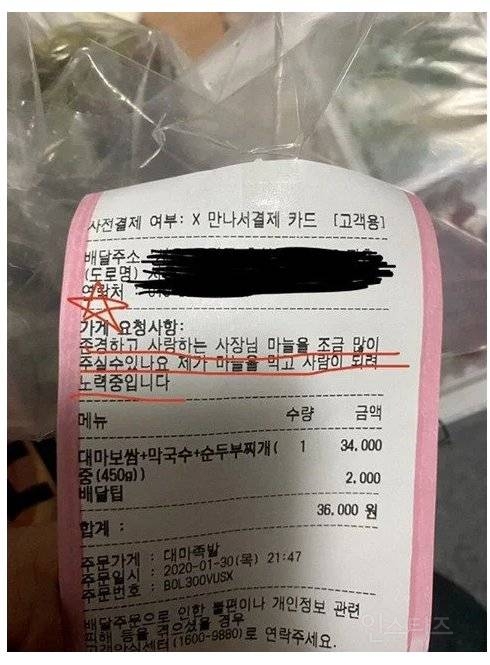 사전결제 여부: X 만나서결제 카드 [고객용]
배달주소
(도로명)
연락처
가게 요청사항:
존경하고 사랑하는 사장님 마늘을 조금 많이
주실수있나요 제가 마늘을 먹고 사람이 되려
노력중입니다
메뉴 수량 금액
대마보쌈+막국수+순두부찌개( 1 34,000
중(450g))
배달팁 2,000
합계 : 36,000 원
주문가게 : 대마족발
주문일시 : 2020-01-30(목) 21:47
주문번호 : B0L300VUSX
배달주문으로 인한 불편이나 개인정보 관련
피해 등을 겪으셨을 경우
고객안심센터(1600-9880)로 연락주세요.
인스티즈